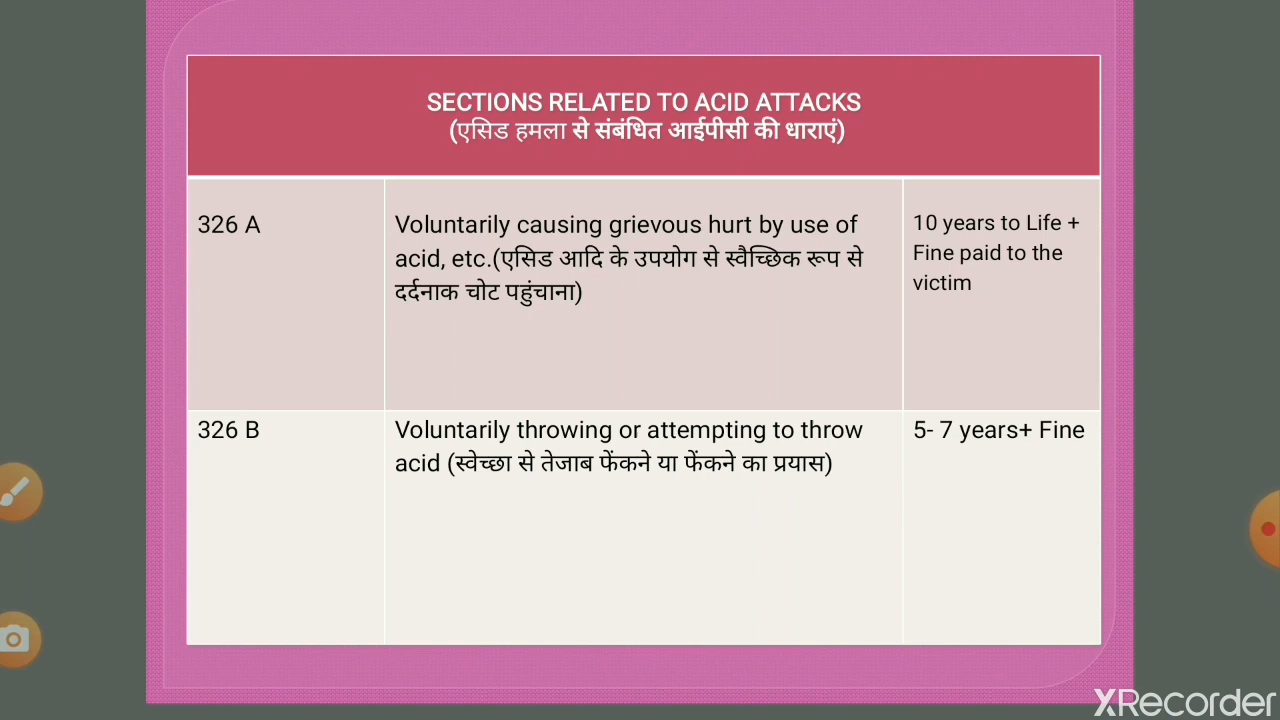 SECTIONS RELATED TO ACID ATTACKS
(एसिड हमला से संबंधित आईपीसी की धाराएं)
326 A
Voluntarily causing grievous hurt by use of
acid, etc.(एसिड आदि के उपयोग से स्वैच्छिक रूप से
दर्दनाक चोट पहुंचाना)
10 years to Life +
Fine paid to the
victim
326 B
Voluntarily throwing or attempting to throw
acid (स्वेच्छा से तेजाब फेंकने या फेंकने का प्रयास)
5- 7 years+ Fine
XRecorder